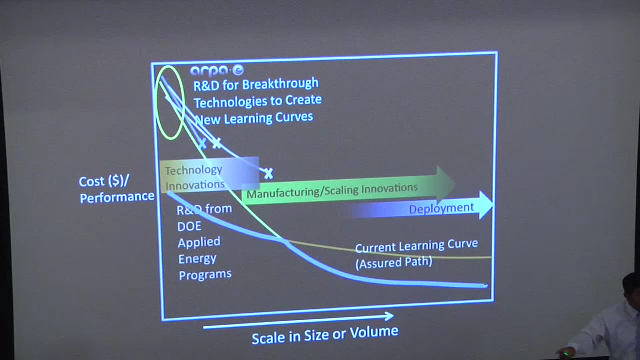 arpa·e
R&D for Breakthrough
Technologies to Create
New Learning Curves
Technology
Innovations
Manufacturing/Scaling Innovations
Deployment
Cost ($)/
Performance
R&D from
DOE
Applied
Energy
Programs
Current Learning Curve
(Assured Path)
Scale in Size or Volume